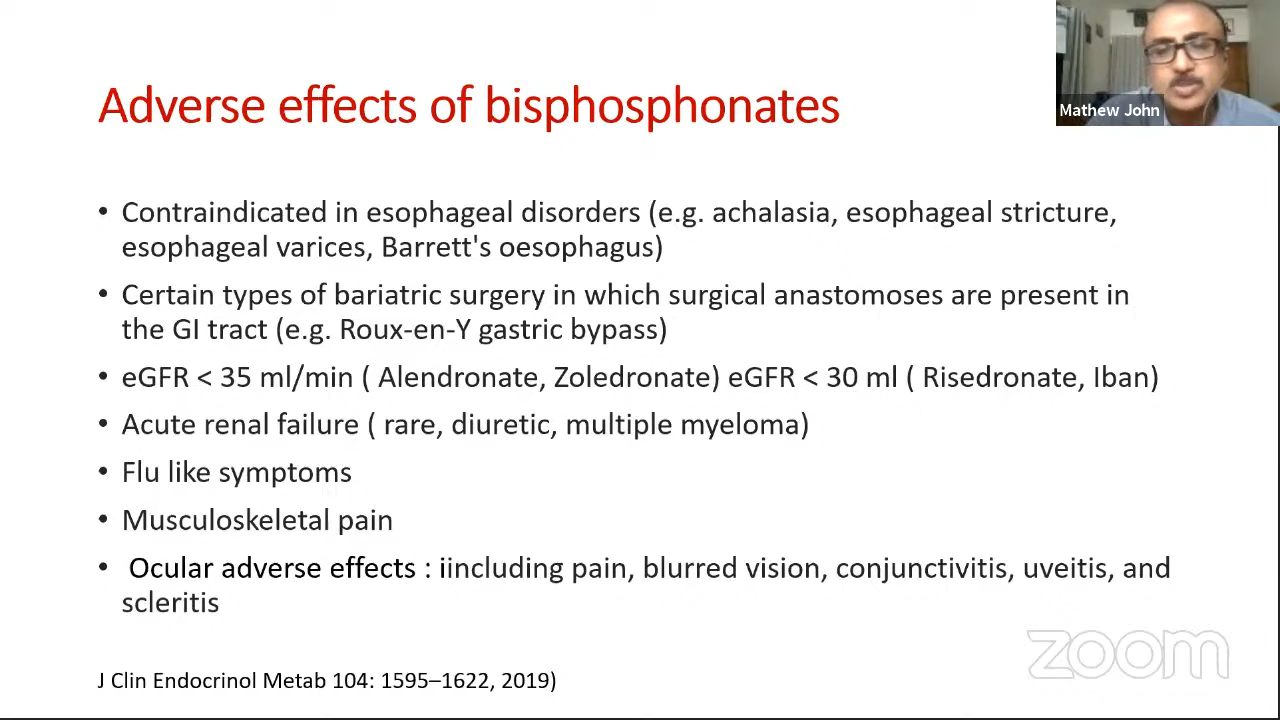 Adverse effects of bisphosphonates
Mathew John
• Contraindicated in esophageal disorders (e.g. achalasia, esophageal stricture,
esophageal varices, Barrett's oesophagus)
• Certain types of bariatric surgery in which surgical anastomoses are present in
the GI tract (e.g. Roux-en-Y gastric bypass)
• eGFR < 35 ml/min ( Alendronate, Zoledronate) eGFR < 30 ml ( Risedronate, Iban)
• Acute renal failure ( rare, diuretic, multiple myeloma)
• Flu like symptoms
• Musculoskeletal pain
• Ocular adverse effects : iincluding pain, blurred vision, conjunctivitis, uveitis, and
scleritis
zoom
J Clin Endocrinol Metab 104: 1595–1622, 2019)